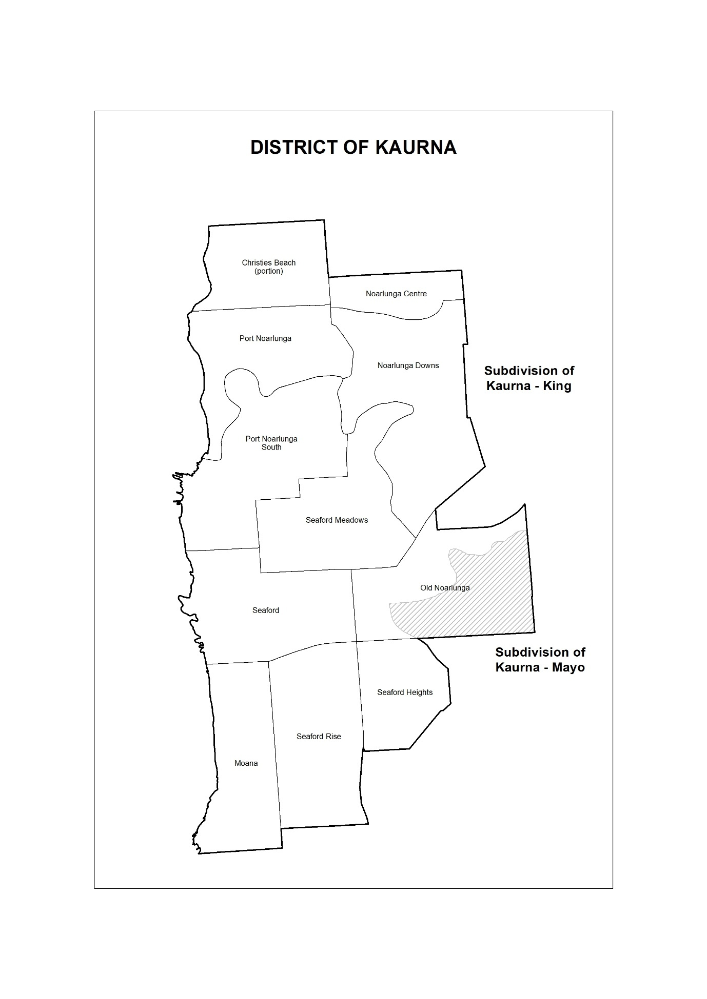 DISTRICT OF KAURNA
Christies Beach
(portion)
Noarlunga Centre
Port Noarlunga
Noarlunga Downs
Subdivision of
Kaurna - King
Port Noarlunga
South
Seaford Meadows
Old Noarlunga
Seaford
Subdivision of
Kaurna - Mayo
Seaford Heights
Seaford Rise
Moana